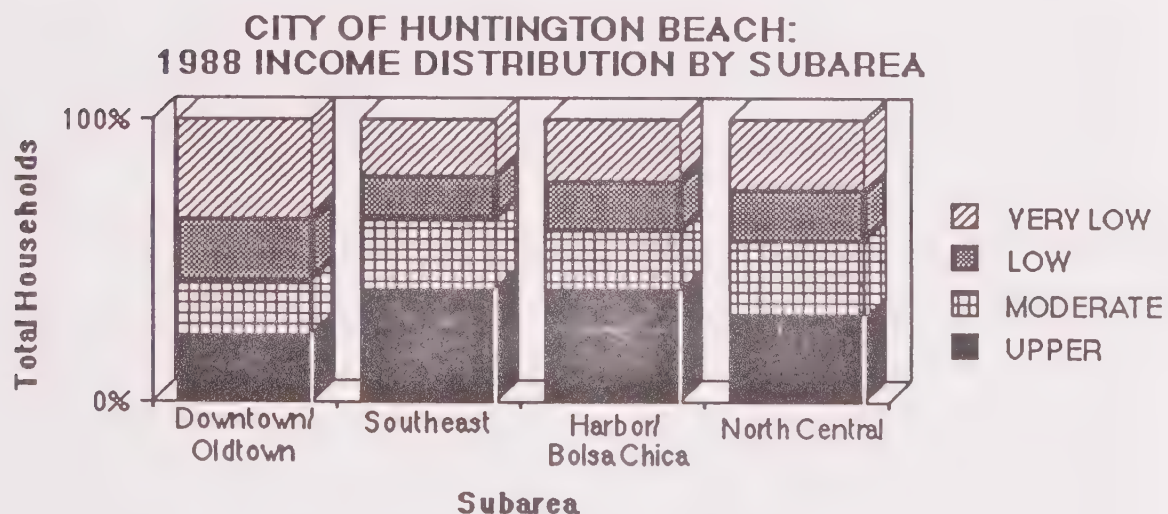 CITY OF HUNTINGTON BEACH:
1988 INCOME DISTRIBUTION BY SUBAREA
100%
0%
Total Households
Downtown/
Oldtown
Southeast
Harbor/
Bolsa Chica
North Central
Subarea
VERY LOW
LOW
MODERATE
UPPER